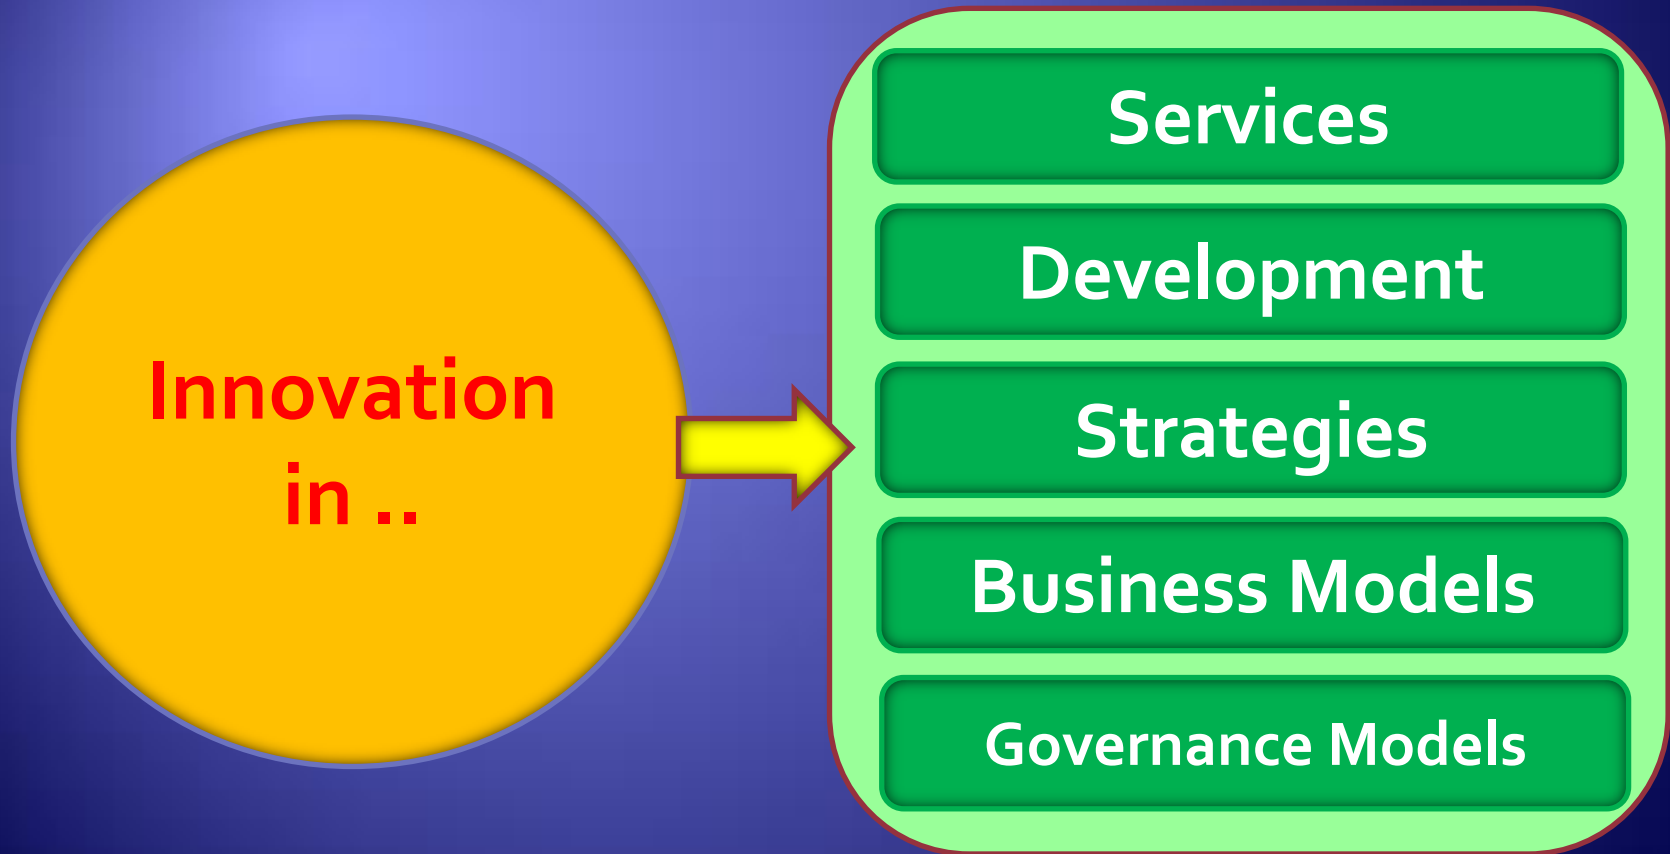 Innovation
in ..
Services
Development
Strategies
Business Models
Governance Models